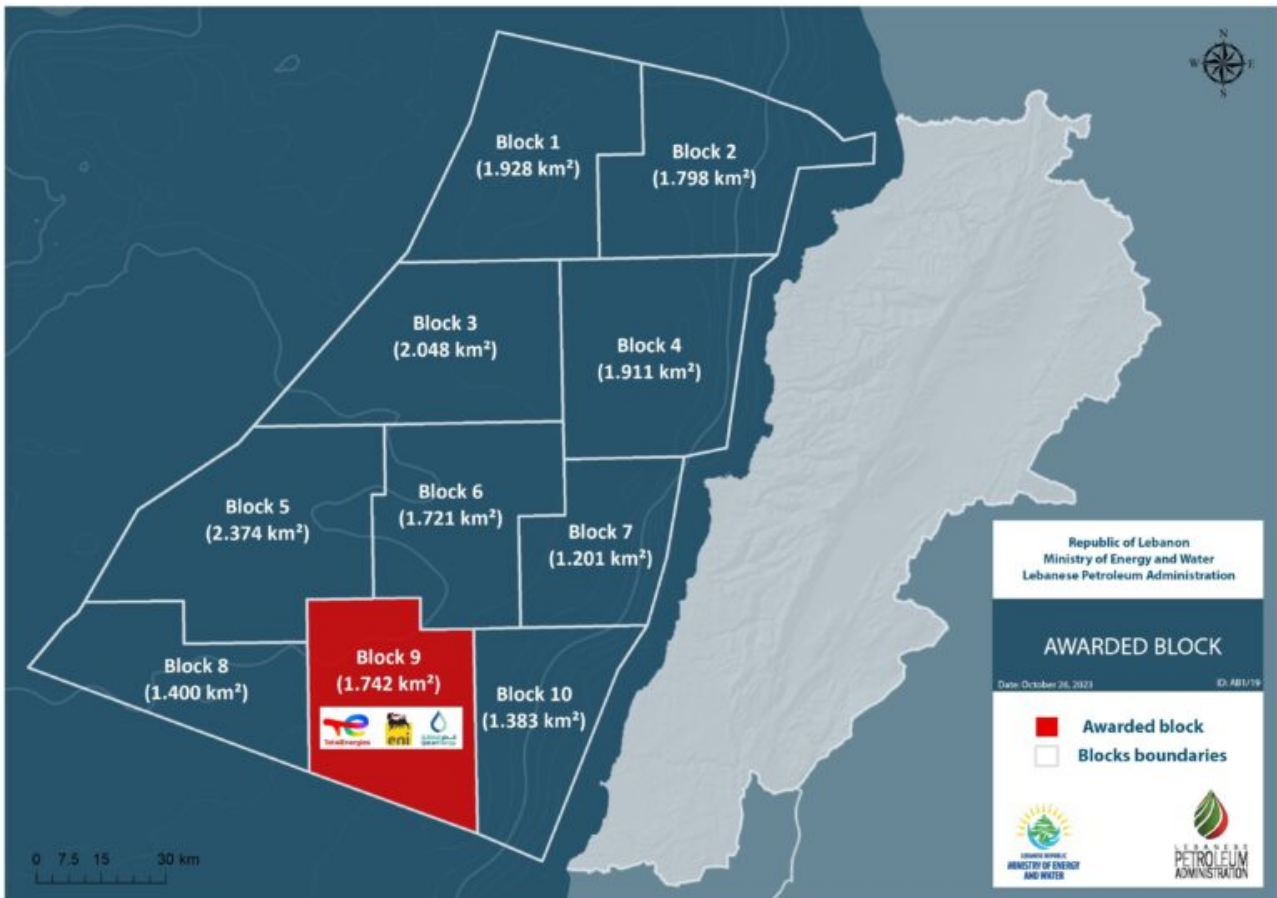 N
W E
S
Block 1
(1.928 km²)
Block 2
(1.798 km²)
Block 3
(2.048 km²)
Block 4
(1.911 km²)
Block 5
(2.374 km²)
Block 6
(1.721 km²)
Block 7
(1.201 km²)
Block 8
(1.400 km²)
Block 9
(1.742 km²)
TotalEnergies
eni
QatarEnergy
Block 10
(1.383 km²)
Republic of Lebanon
Ministry of Energy and Water
Lebanese Petroleum Administration
AWARDED BLOCK
Date: October 26, 2023 ID: AB1/19
Awarded block
Blocks boundaries
LEBANESE REPUBLIC
MINISTRY OF ENERGY
AND WATER
LEBANESE
PETROLEUM
ADMINISTRATION
0 7.5 15 30 km